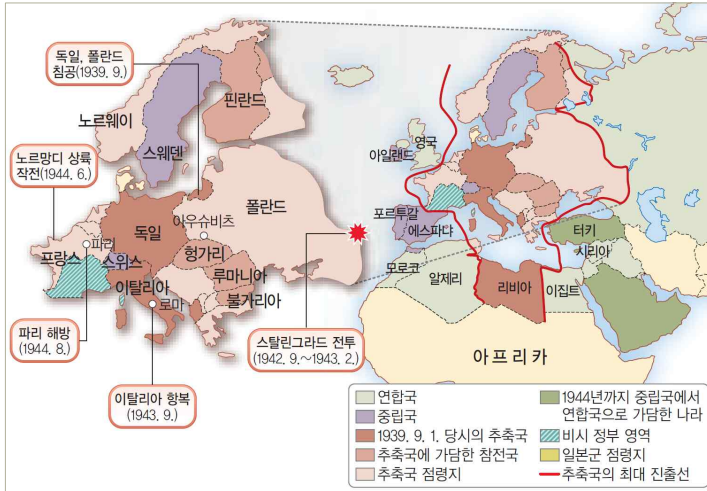 독일, 폴란드
침공(1939. 9.)
핀란드
노르웨이
스웨덴
노르망디 상륙
작전(1944. 6.)
폴란드
독일
아우슈비츠
파리
프랑스
스위스
헝가리
루마니아
이탈리아
불가리아
로마
파리 해방
(1944. 8.)
이탈리아 항복
(1943. 9.)
스탈린그라드 전투
(1942. 9.~1943. 2.)
영국
아일랜드
포르투갈
에스파냐
터키
시리아
모로코
알제리
리비아
이집트
아프리카
연합국
중립국
1939. 9. 1. 당시의 추축국
추축국에 가담한 참전국
추축국 점령지
1944년까지 중립국에서
연합국으로 가담한 나라
비시 정부 영역
일본군 점령지
추축국의 최대 진출선